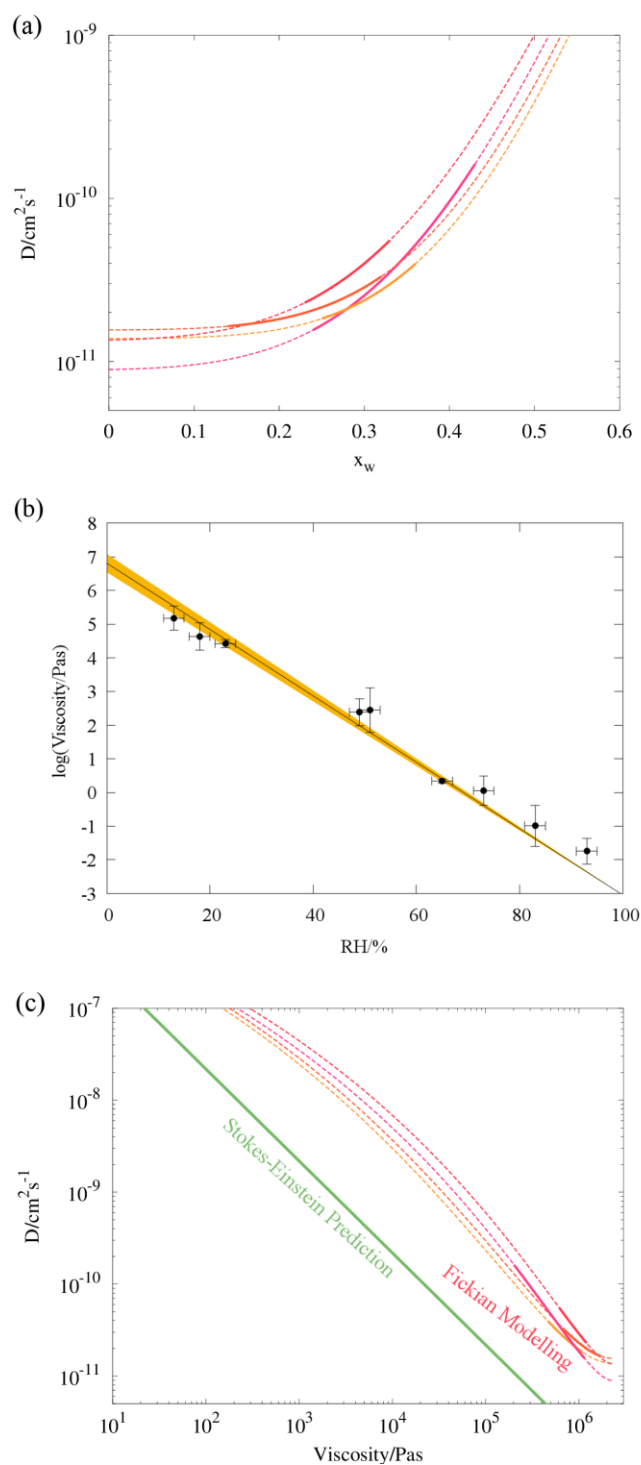 (a)
10^-9
10^-10
10^-11
D/cm^2s^-1
0 0.1 0.2 0.3 0.4 0.5 0.6
x_w
(b)
8
7
6
5
4
3
2
1
0
-1
-2
-3
log(Viscosity/Pas)
0 20 40 60 80 100
RH/%
(c)
10^-7
10^-8
10^-9
10^-10
10^-11
D/cm^2s^-1
Stokes-Einstein Prediction
Fickian Modelling
10^1 10^2 10^3 10^4 10^5 10^6
Viscosity/Pas